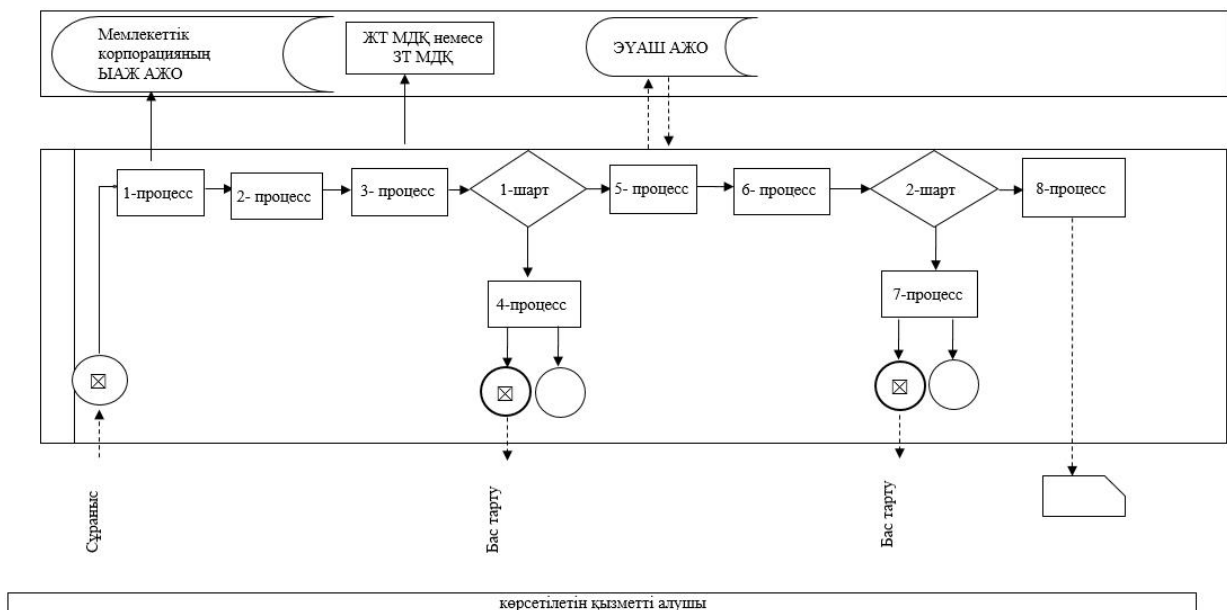 Мемлекеттік
корпорацияның
ЫАЖ АЖО
ЖТ МДҚ немесе
ЗТ МДҚ
ЭҮАШ АЖО
1-процесс
2- процесс
3- процесс
1-шарт
5- процесс
6- процесс
2-шарт
8-процесс
4-процесс
7-процесс
Сұраныс
Бас тарту
Бас тарту
көрсетілетін қызметті алушы